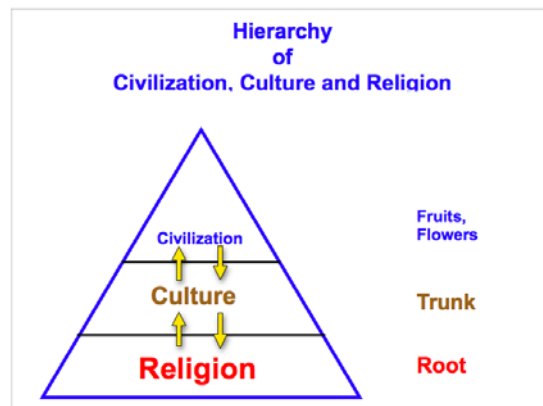 Hierarchy
of
Civilization, Culture and Religion
Civilization
Fruits,
Flowers
Culture
Trunk
Religion
Root